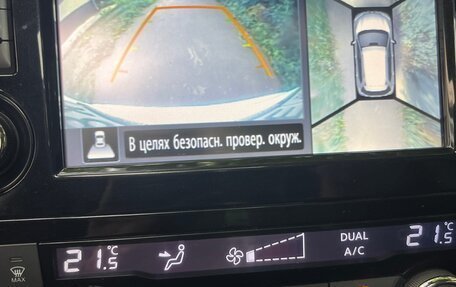 В целях безопасн. провер. окруж.
21.5°C
DUAL
21.5°C
A/C
MAX